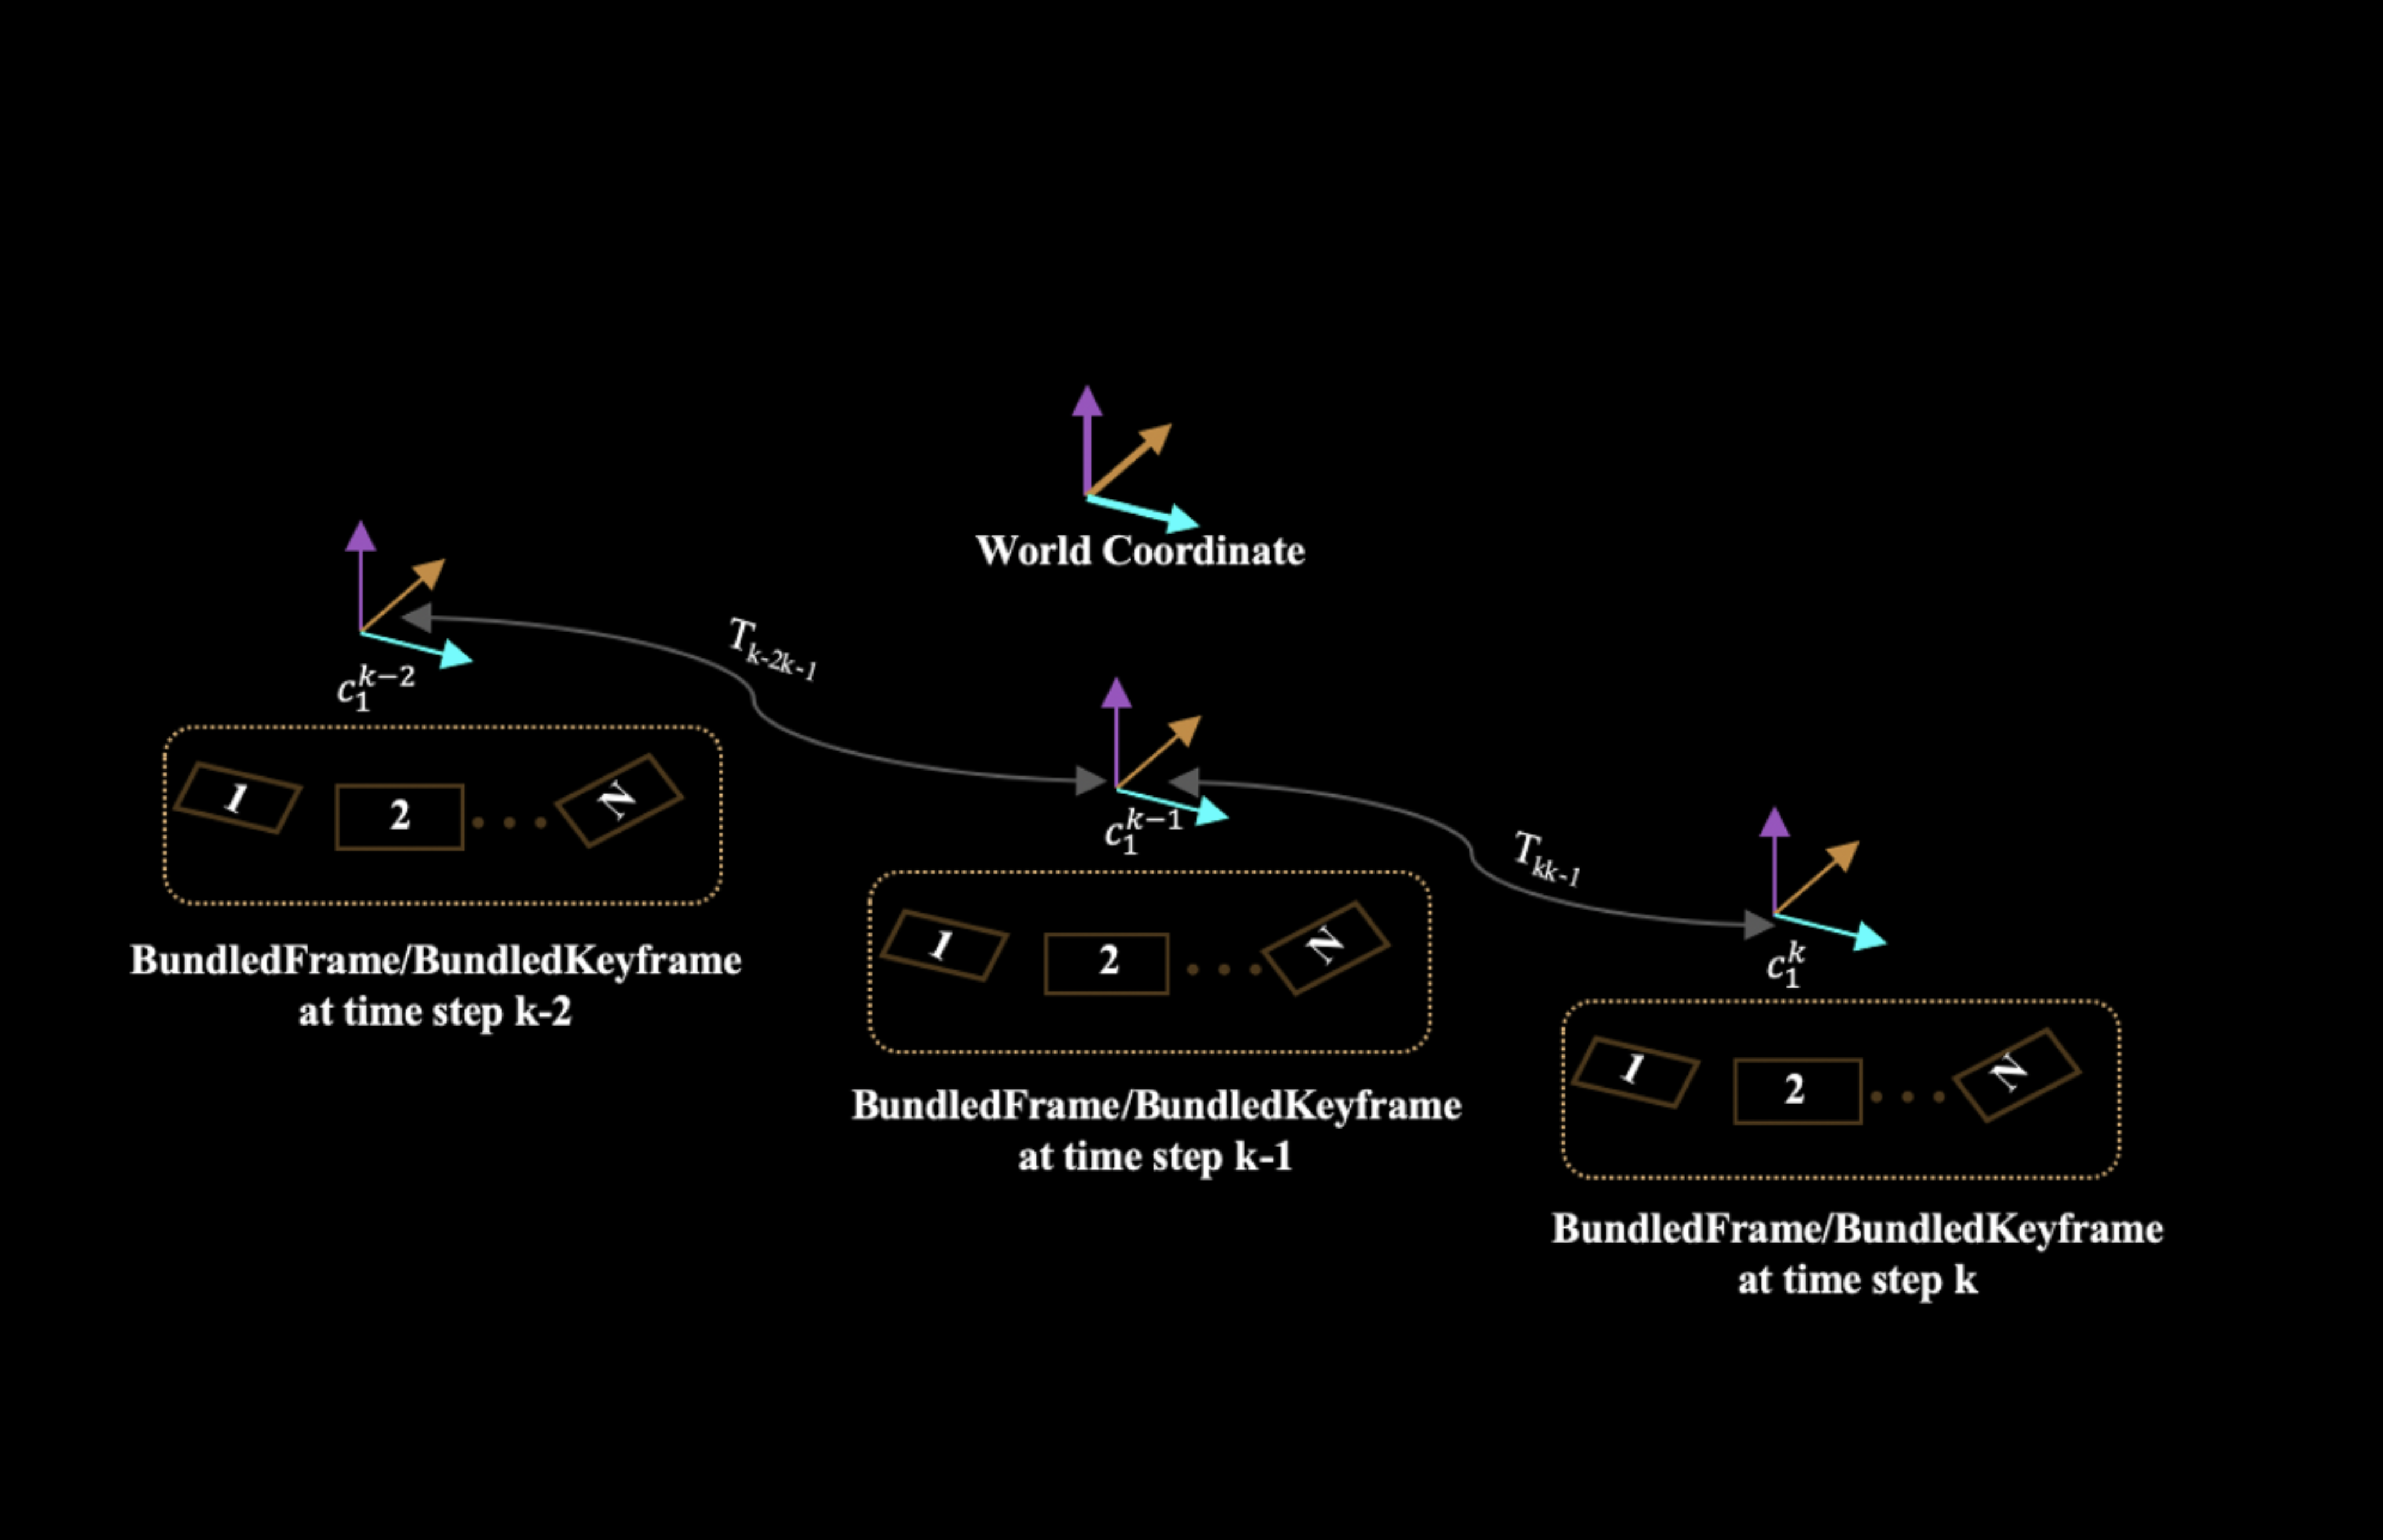 World Coordinate
T_{k-2k-1}
c_1^{k−2}
c_1^{k−1}
T_{kk-1}
c_1^k
1 2 N
BundledFrame/BundledKeyframe
at time step k-2
1 2 N
BundledFrame/BundledKeyframe
at time step k-1
1 2 N
BundledFrame/BundledKeyframe
at time step k